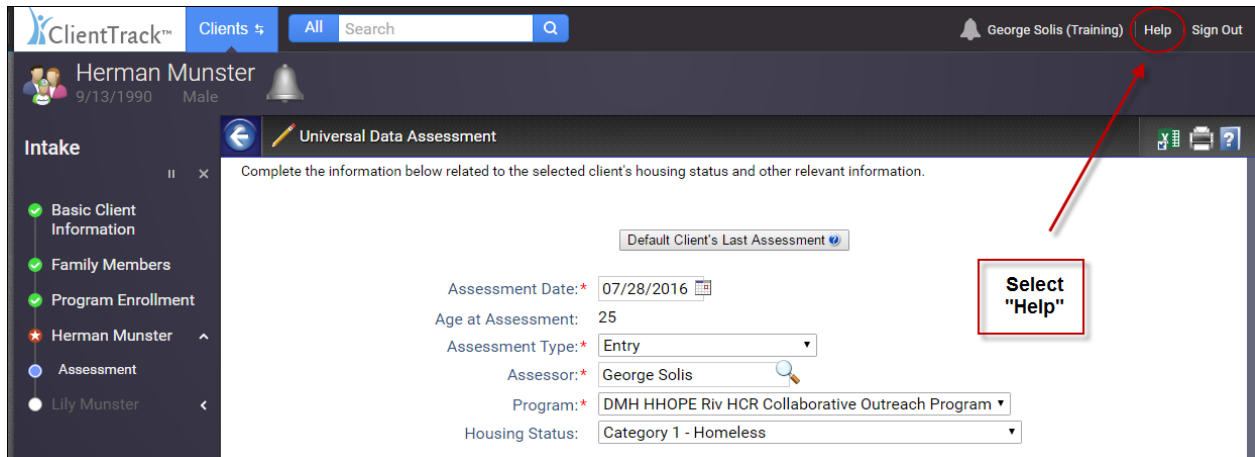 ClientTrack™
Clients
All
Search
George Solis (Training)
Help
Sign Out
Herman Munster
9/13/1990 Male
Intake
Universal Data Assessment
Complete the information below related to the selected client's housing status and other relevant information.
Basic Client
Information
Family Members
Program Enrollment
Herman Munster
Assessment
Lily Munster
Default Client's Last Assessment
Assessment Date:* 07/28/2016
Age at Assessment: 25
Assessment Type:* Entry
Assessor:* George Solis
Program:* DMH HHOPE Riv HCR Collaborative Outreach Program
Housing Status: Category 1 - Homeless
Select
"Help"